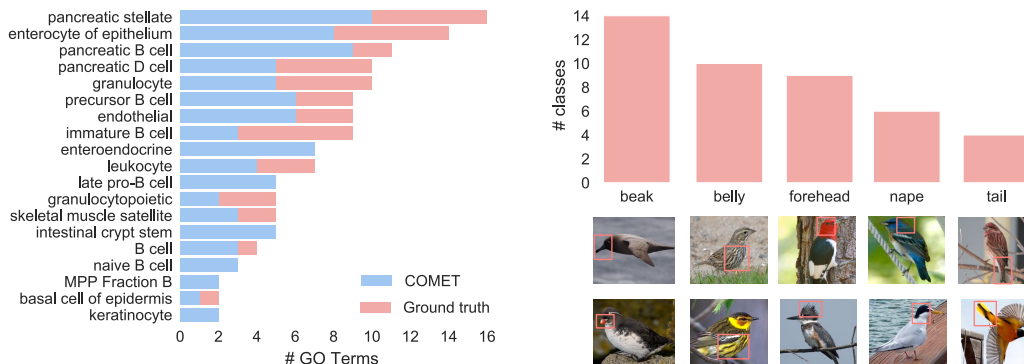 pancreatic stellate
enterocyte of epithelium
pancreatic B cell
pancreatic D cell
granulocyte
precursor B cell
endothelial
immature B cell
enteroendocrine
leukocyte
late pro-B cell
granulocytopoietic
skeletal muscle satellite
intestinal crypt stem
B cell
naive B cell
MPP Fraction B
basal cell of epidermis
keratinocyte
0 2 4 6 8 10 12 14 16
# GO Terms
COMET
Ground truth
# classes
14
12
10
8
6
4
2
0
beak belly forehead nape tail